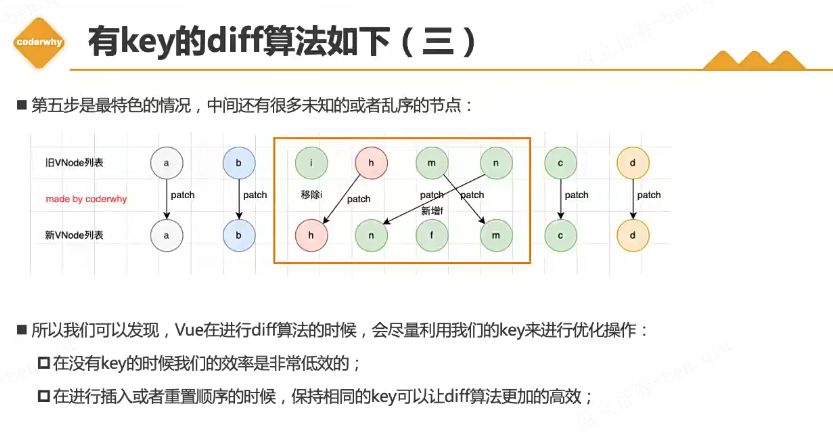 coderwhy
有key的diff算法如下（三）
■ 第五步是最特色的情况，中间还有很多未知的或者乱序的节点：
旧VNode列表 a b i h m n c d
made by coderwhy patch patch 移除i patch patch patch patch patch
新增f
新VNode列表 a b h n f m c d
■ 所以我们可以发现，Vue在进行diff算法的时候，会尽量利用我们的key来进行优化操作：
在没有key的时候我们的效率是非常低效的；
在进行插入或者重置顺序的时候，保持相同的key可以让diff算法更加的高效；